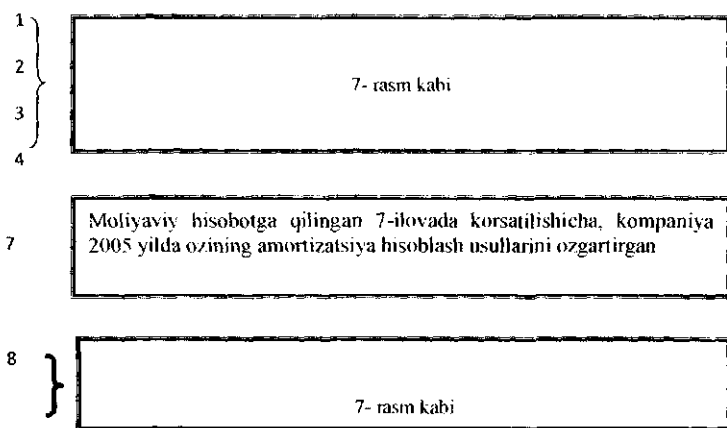 1
2
7- rasm kabi
3
4
7
Moliyaviy hisobotga qilingan 7-ilovada korsatilishicha, kompaniya
2005 yilda ozining amortizatsiya hisoblash usullarini ozgartirgan
8
7- rasm kabi